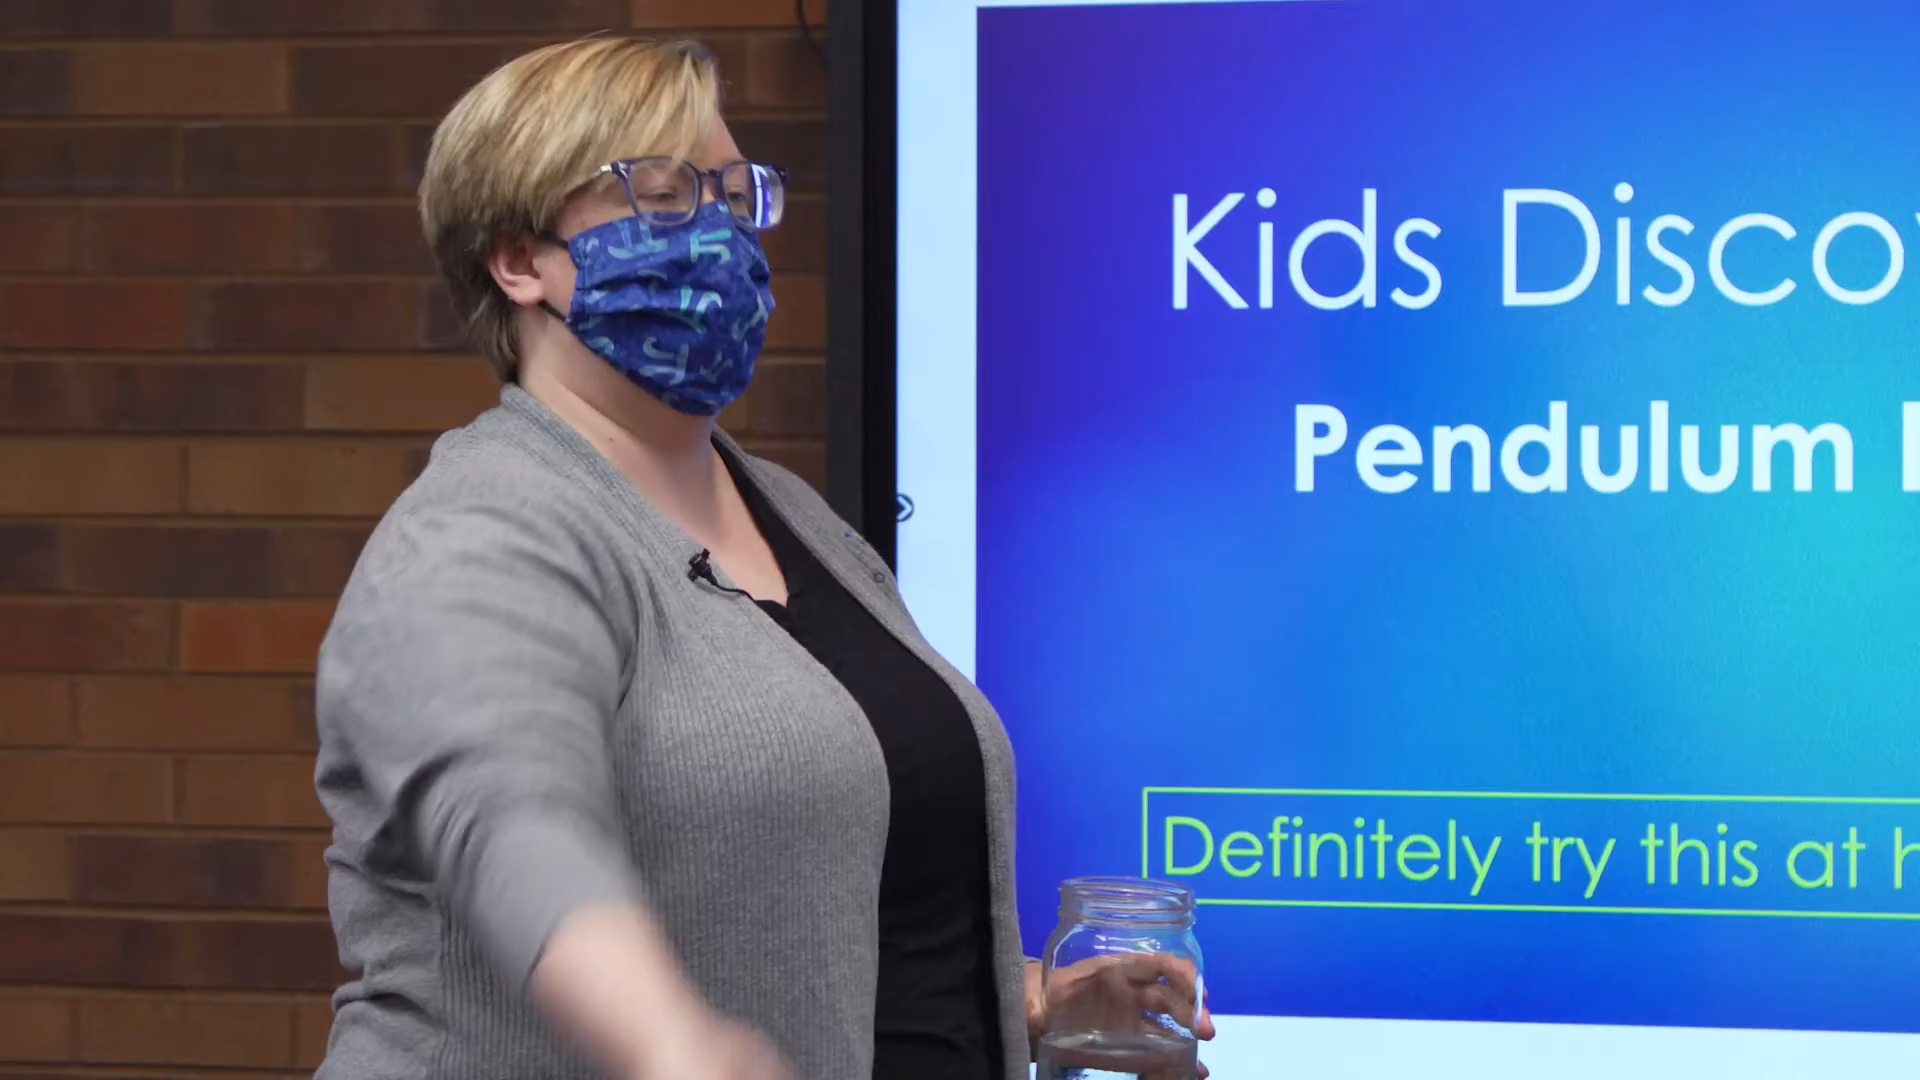 Kids Disco
Pendulum
Definitely try this at